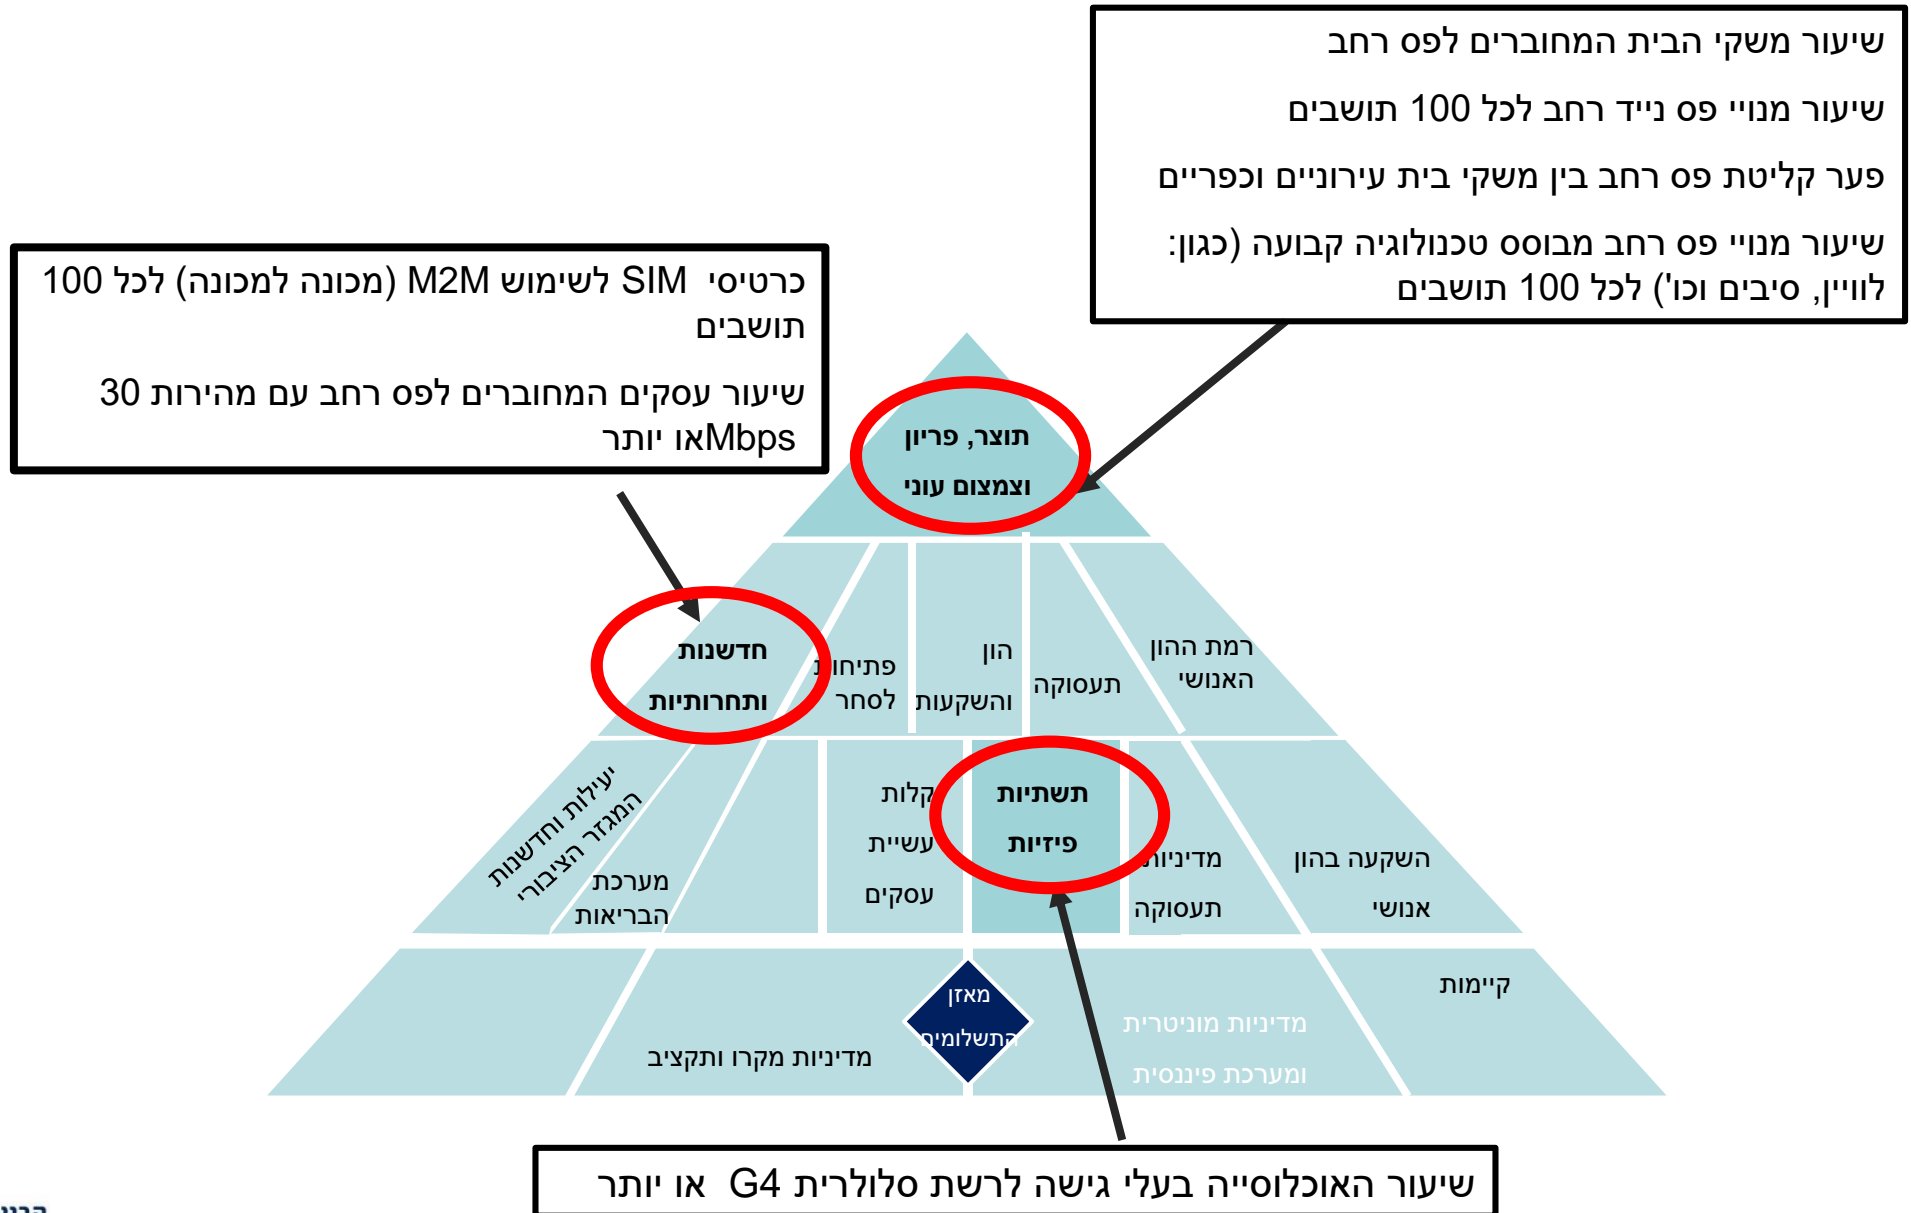 שיעור משקי הבית המחוברים לפס רחב
שיעור מנויי פס נייד רחב לכל 100 תושבים
פער קליטת פס רחב בין משקי בית עירוניים וכפריים
שיעור מנויי פס רחב מבוסס טכנולוגיה קבועה (כגון:
לוויין, סיבים וכו') לכל 100 תושבים
כרטיסי SIM לשימוש M2M (מכונה למכונה) לכל 100
תושבים
שיעור עסקים המחוברים לפס רחב עם מהירות 30
Mbpsאו יותר
תוצר, פריון
וצמצום עוני
רמת ההון
האנושי
תעסוקה
הון
והשקעות
פתיחות
לסחר
חדשנות
ותחרותיות
השקעה בהון
אנושי
מדיניות
תעסוקה
תשתיות
פיזיות
קלות
עשיית
עסקים
מערכת
הבריאות
יעילות וחדשנות
המגזר הציבורי
קיימות
מדיניות מוניטרית
ומערכת פיננסית
מאזן
התשלומים
מדיניות מקרו ותקציב
שיעור האוכלוסייה בעלי גישה לרשת סלולרית G4 או יותר